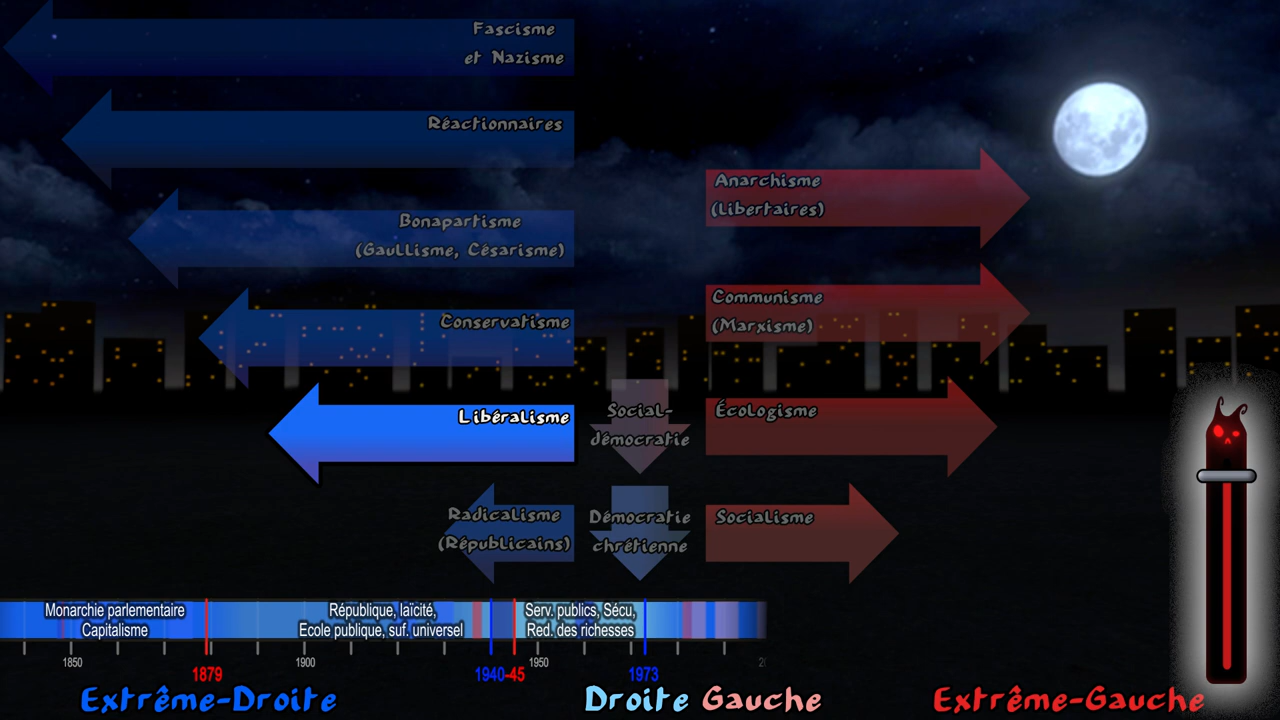 Fascisme
et Nazisme
Réactionnaires
Bonapartisme
(Gaullisme, Césarisme)
Conservatisme
Libéralisme
Radicalisme
(Républicains)
Social-
démocratie
Démocratie
chrétienne
Anarchisme
(Libertaires)
Communisme
(Marxisme)
Écologisme
Socialisme
Monarchie parlementaire
Capitalisme
République, laïcité,
Ecole publique, suf. universel
Serv. publics, Sécu,
Red. des richesses
1850
1879
1900
1940-45
1950
1973
Extrême-Droite
Droite Gauche
Extrême-Gauche